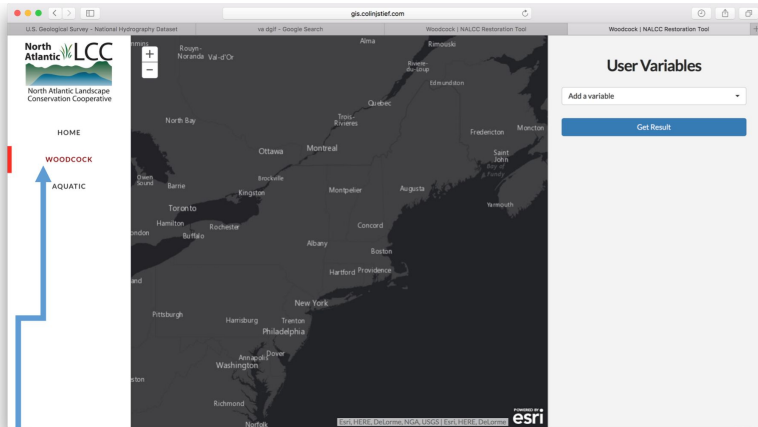 gis.colinjstief.com
U.S. Geological Survey - National Hydrography Dataset
va dgif - Google Search
Woodcock | NALCC Restoration Tool
Woodcock | NALCC Restoration Tool
North
Atlantic LCC
North Atlantic Landscape
Conservation Cooperative
HOME
WOODCOCK
AQUATIC
+
−
mmins
Rouyn-
Noranda
Val-d'Or
Alma
Rimouski
Riviere-
du-Loup
Edmundston
Quebec
North Bay
Trois-
Rivieres
Fredericton
Moncton
Ottawa
Montreal
Saint
John
Bay of
Fundy
Owen
Sound
Barrie
Brockville
Kingston
Montpelier
Augusta
Yarmouth
Toronto
Hamilton
ondon
Rochester
Buffalo
Concord
Albany
Boston
Hartford
Providence
and
New York
Pittsburgh
Harrisburg
Trenton
Philadelphia
Annapolis
Dover
Washington
ston
Richmond
Norfolk
Esri, HERE, DeLorme, NGA, USGS | Esri, HERE, DeLorme
POWERED BY
esri
User Variables
Add a variable
Get Result